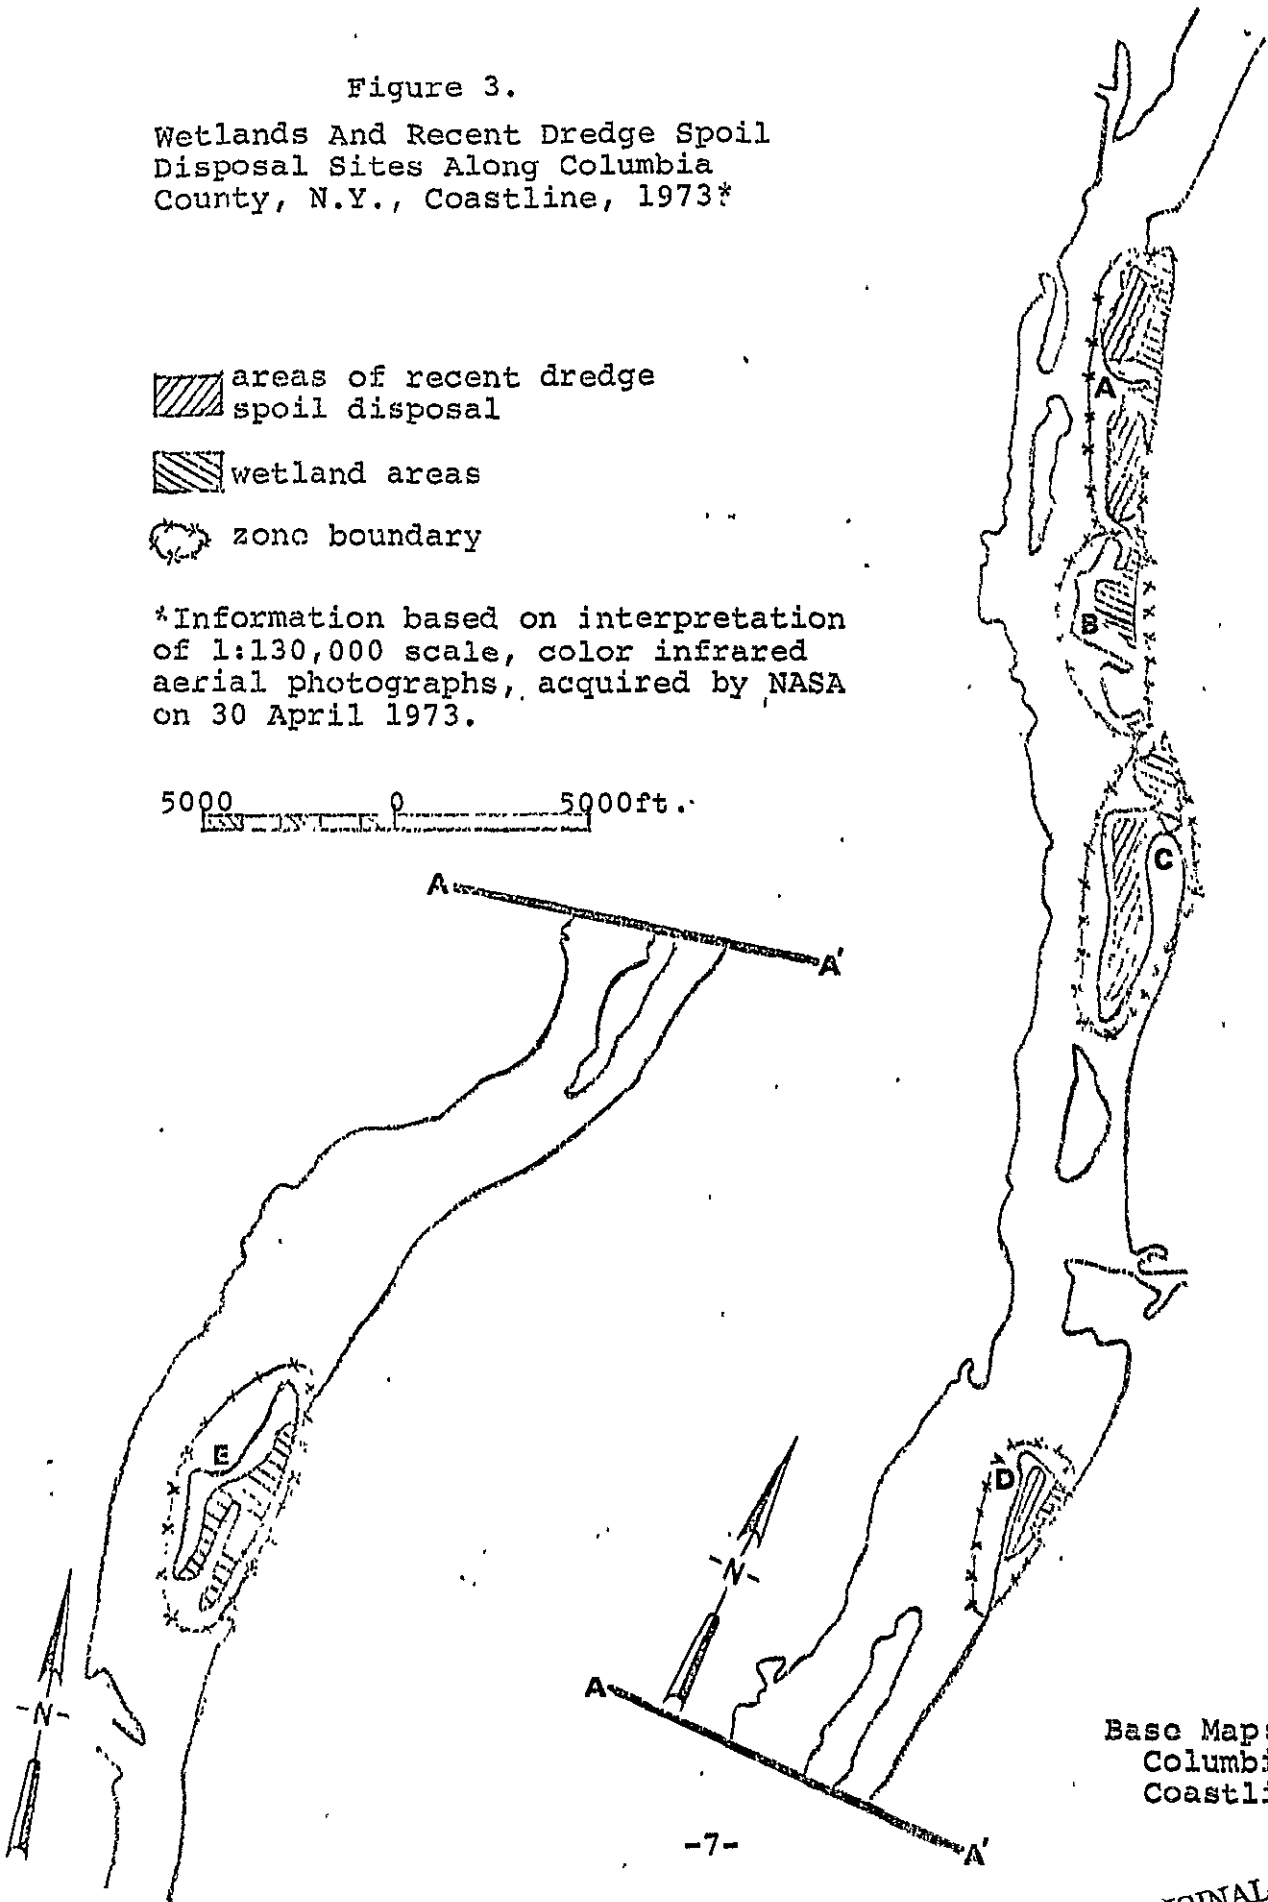 Figure 3.
Wetlands And Recent Dredge Spoil
Disposal Sites Along Columbia
County, N.Y., Coastline, 1973*
areas of recent dredge
spoil disposal
wetland areas
zone boundary
*Information based on interpretation
of 1:130,000 scale, color infrared
aerial photographs, acquired by NASA
on 30 April 1973.
5000 0 5000ft.
A A'
A
B
C
D
E
-N-
-N-
A A'
Base Map
Columbi
Coastli
-7-